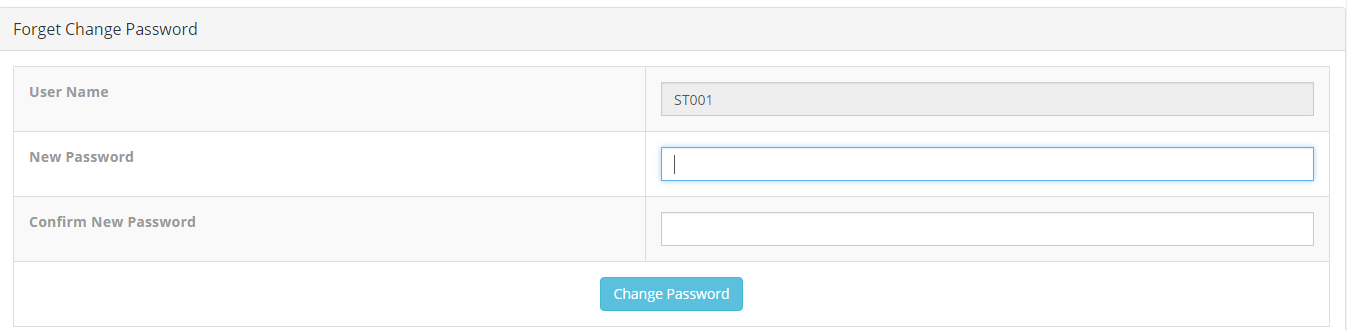 Forget Change Password
User Name
ST001
New Password
Confirm New Password
Change Password